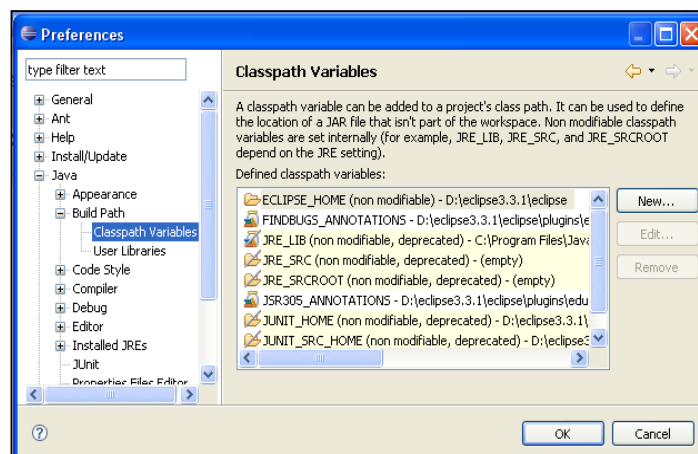 Preferences
type filter text
General
Ant
Help
Install/Update
Java
Appearance
Build Path
Classpath Variables
User Libraries
Code Style
Compiler
Debug
Editor
Installed JREs
JUnit
Properties Files Editor
Classpath Variables
A classpath variable can be added to a project's class path. It can be used to define
the location of a JAR file that isn't part of the workspace. Non modifiable classpath
variables are set internally (for example, JRE_LIB, JRE_SRC, and JRE_SRCROOT
depend on the JRE setting).
Defined classpath variables:
ECLIPSE_HOME (non modifiable) - D:\eclipse3.3.1\eclipse
FINDBUGS_ANNOTATIONS - D:\eclipse3.3.1\eclipse\plugins\e
JRE_LIB (non modifiable, deprecated) - C:\Program Files\Java
JRE_SRC (non modifiable, deprecated) - (empty)
JRE_SRCROOT (non modifiable, deprecated) - (empty)
JSR305_ANNOTATIONS - D:\eclipse3.3.1\eclipse\plugins\edu
JUNIT_HOME (non modifiable, deprecated) - D:\eclipse3.3.1\
JUNIT_SRC_HOME (non modifiable, deprecated) - D:\eclipse3
New...
Edit...
Remove
OK
Cancel